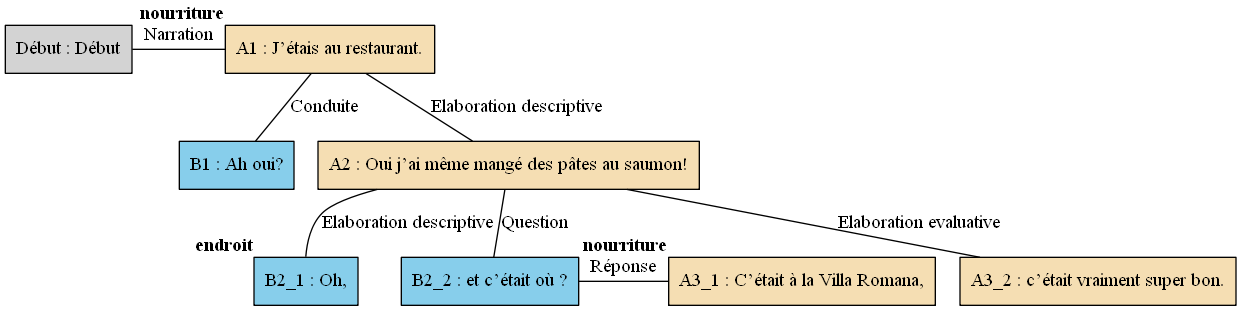 nourriture
Narration
Début : Début
A1 : J'étais au restaurant.
Conduite
Elaboration descriptive
B1 : Ah oui?
A2 : Oui j'ai même mangé des pâtes au saumon!
Elaboration descriptive
Question
Elaboration evaluative
endroit
nourriture
Réponse
B2_1 : Oh,
B2_2 : et c'était où ?
A3_1 : C'était à la Villa Romana,
A3_2 : c'était vraiment super bon.